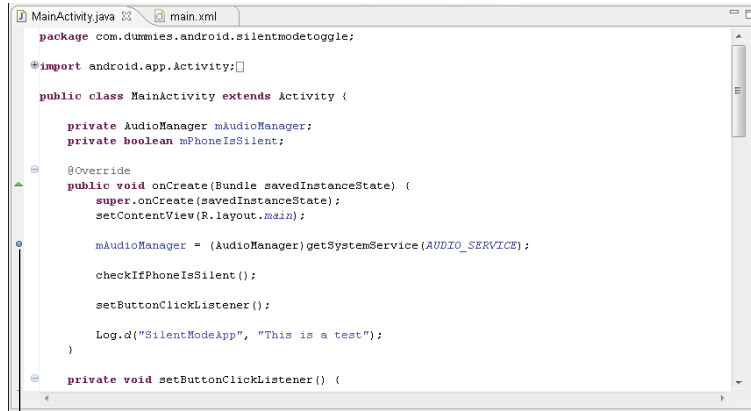 MainActivity.java main.xml
package com.dummies.android.silentmodetoggle;
import android.app.Activity;
public class MainActivity extends Activity {
private AudioManager mAudioManager;
private boolean mPhoneIsSilent;
@Override
public void onCreate(Bundle savedInstanceState) {
super.onCreate(savedInstanceState);
setContentView(R.layout.main);
mAudioManager = (AudioManager)getSystemService(AUDIO_SERVICE);
checkIfPhoneIsSilent();
setButtonClickListener();
Log.d("SilentModeApp", "This is a test");
}
private void setButtonClickListener() {